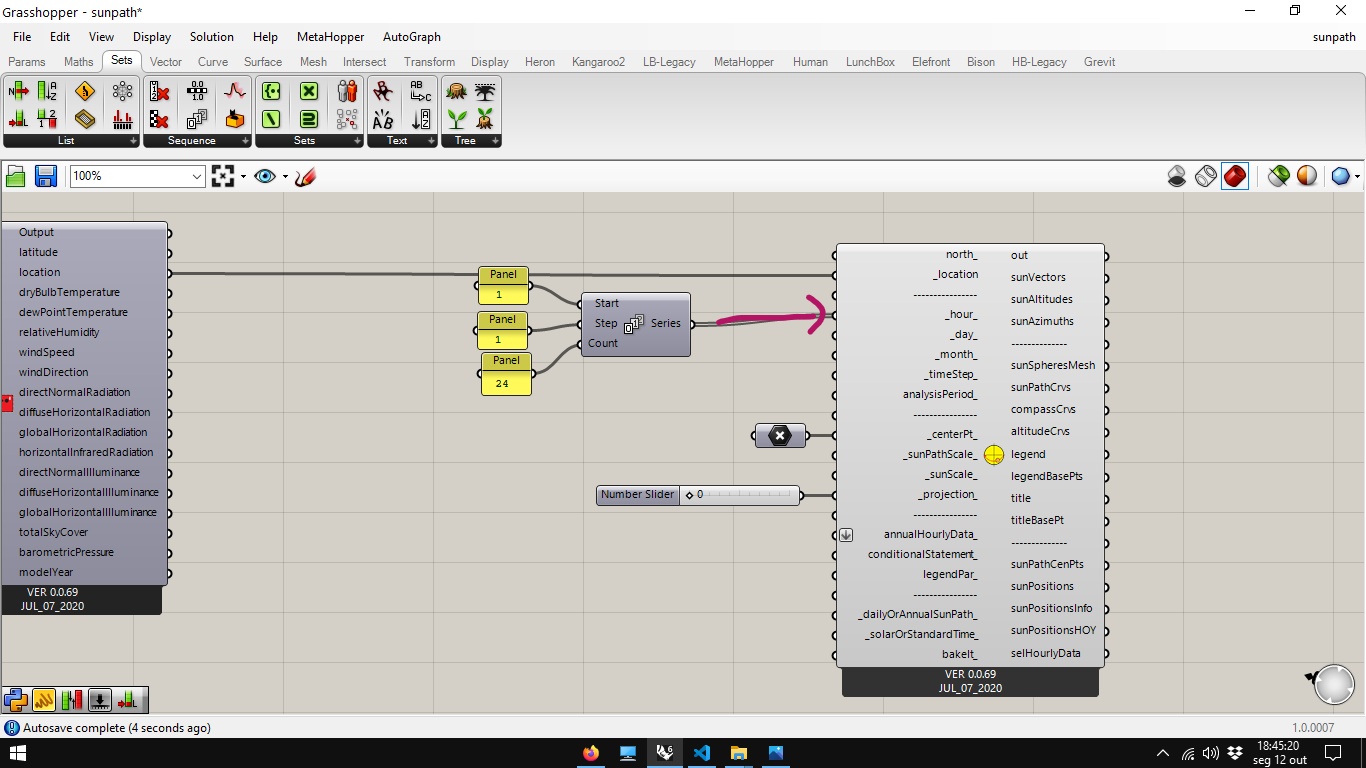 Grasshopper - sunpath*
File Edit View Display Solution Help MetaHopper AutoGraph sunpath
Params Maths Sets Vector Curve Surface Mesh Intersect Transform Display Heron Kangaroo2 LB-Legacy MetaHopper Human LunchBox Elefront Bison HB-Legacy Grevit
List Sequence Sets Text Tree
100%
Output
latitude
location
dryBulbTemperature
dewPointTemperature
relativeHumidity
windSpeed
windDirection
directNormalRadiation
diffuseHorizontalRadiation
globalHorizontalRadiation
horizontalInfraredRadiation
directNormalIlluminance
diffuseHorizontalIlluminance
globalHorizontalIlluminance
totalSkyCover
barometricPressure
modelYear
VER 0.0.69
JUL_07_2020
Panel
1
Panel
1
Panel
24
Start
Step
Count
Series
Number Slider 0
north_
_location
---------------
_hour_
_day_
_month_
_timeStep_
analysisPeriod_
---------------
_centerPt_
_sunPathScale_
_sunScale_
_projection_
---------------
annualHourlyData_
conditionalStatement_
legendPar_
---------------
_dailyOrAnnualSunPath_
_solarOrStandardTime_
bakeIt_
out
sunVectors
sunAltitudes
sunAzimuths
-------------
sunSpheresMesh
sunPathCrvs
compassCrvs
altitudeCrvs
legend
legendBasePts
title
titleBasePt
-------------
sunPathCenPts
sunPositions
sunPositionsInfo
sunPositionsHOY
selHourlyData
VER 0.0.69
JUL_07_2020
Autosave complete (4 seconds ago) 1.0.0007
18:45:20
seg 12 out